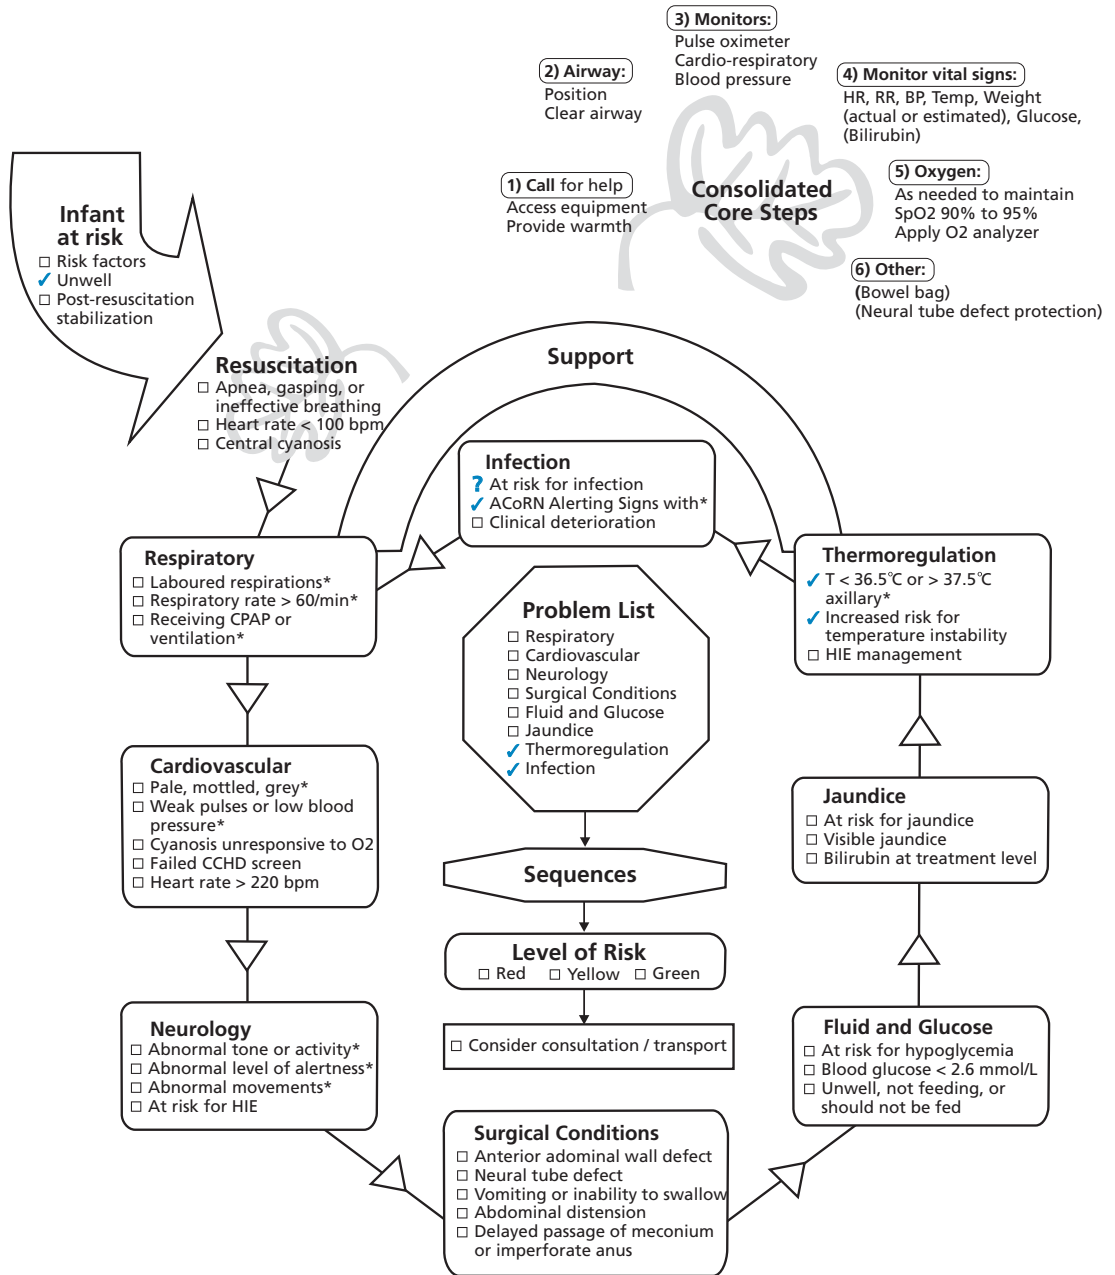 3) Monitors:
Pulse oximeter
Cardio-respiratory
Blood pressure
2) Airway:
Position
Clear airway
4) Monitor vital signs:
HR, RR, BP, Temp, Weight
(actual or estimated), Glucose,
(Bilirubin)
1) Call for help
Access equipment
Provide warmth
Consolidated
Core Steps
5) Oxygen:
As needed to maintain
SpO2 90% to 95%
Apply O2 analyzer
6) Other:
(Bowel bag)
(Neural tube defect protection)
Infant
at risk
☐ Risk factors
✓ Unwell
☐ Post-resuscitation
stabilization
Resuscitation
☐ Apnea, gasping, or
ineffective breathing
☐ Heart rate < 100 bpm
☐ Central cyanosis
Support
Infection
? At risk for infection
✓ ACoRN Alerting Signs with*
☐ Clinical deterioration
Respiratory
☐ Laboured respirations*
☐ Respiratory rate > 60/min*
☐ Receiving CPAP or
ventilation*
Thermoregulation
✓ T < 36.5℃ or > 37.5℃
axillary*
✓ Increased risk for
temperature instability
☐ HIE management
Problem List
☐ Respiratory
☐ Cardiovascular
☐ Neurology
☐ Surgical Conditions
☐ Fluid and Glucose
☐ Jaundice
✓ Thermoregulation
✓ Infection
Cardiovascular
☐ Pale, mottled, grey*
☐ Weak pulses or low blood
pressure*
☐ Cyanosis unresponsive to O2
☐ Failed CCHD screen
☐ Heart rate > 220 bpm
Jaundice
☐ At risk for jaundice
☐ Visible jaundice
☐ Bilirubin at treatment level
Sequences
Level of Risk
☐ Red ☐ Yellow ☐ Green
☐ Consider consultation / transport
Neurology
☐ Abnormal tone or activity*
☐ Abnormal level of alertness*
☐ Abnormal movements*
☐ At risk for HIE
Fluid and Glucose
☐ At risk for hypoglycemia
☐ Blood glucose < 2.6 mmol/L
☐ Unwell, not feeding, or
should not be fed
Surgical Conditions
☐ Anterior adominal wall defect
☐ Neural tube defect
☐ Vomiting or inability to swallow
☐ Abdominal distension
☐ Delayed passage of meconium
or imperforate anus